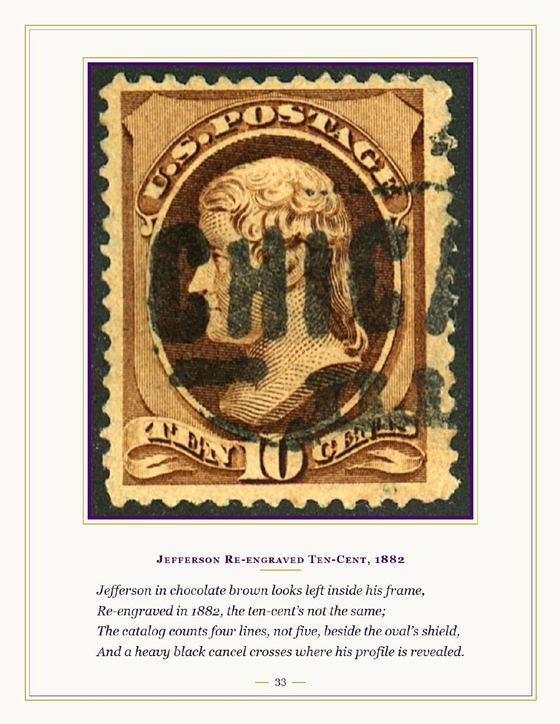 U.S. POSTAGE
CHICA
TEN 10 CENTS
Jefferson Re-engraved Ten-Cent, 1882
Jefferson in chocolate brown looks left inside his frame,
Re-engraved in 1882, the ten-cent's not the same;
The catalog counts four lines, not five, beside the oval's shield,
And a heavy black cancel crosses where his profile is revealed.
— 33 —